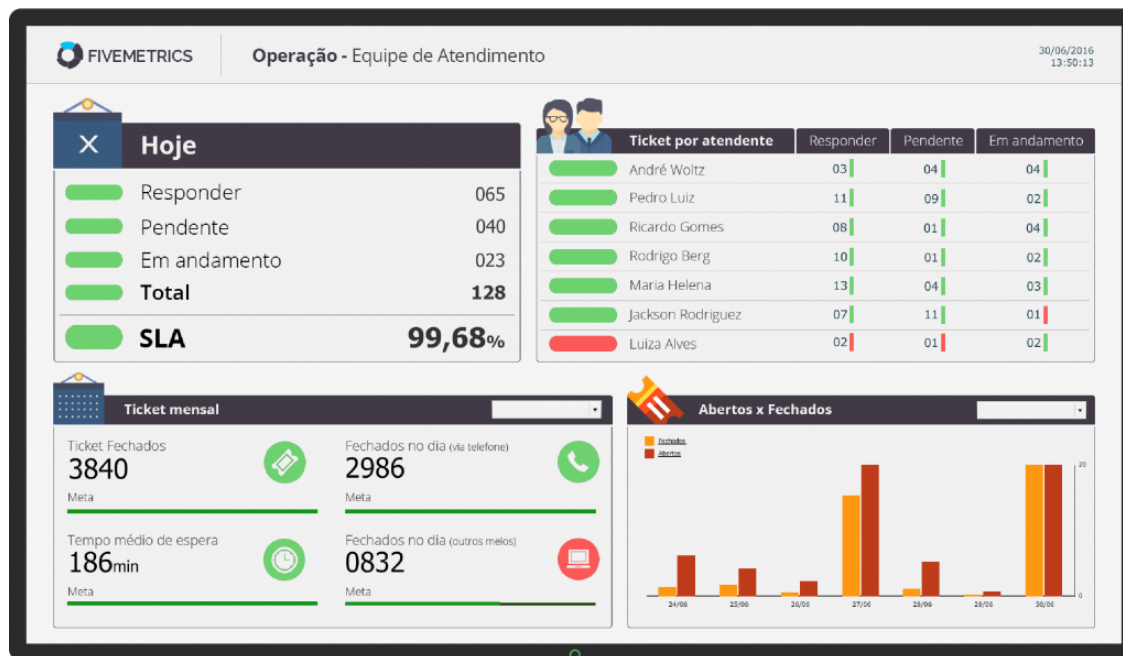 FIVEMETRICS
Operação - Equipe de Atendimento
30/06/2016
13:50:13
Hoje
Responder 065
Pendente 040
Em andamento 023
Total 128
SLA 99,68%
Ticket por atendente Responder Pendente Em andamento
André Woltz 03 04 04
Pedro Luiz 11 09 02
Ricardo Gomes 08 01 04
Rodrigo Berg 10 01 02
Maria Helena 13 04 03
Jackson Rodriguez 07 11 01
Luiza Alves 02 01 02
Ticket mensal
Ticket Fechados
3840
Meta
Fechados no dia (via telefone)
2986
Meta
Tempo médio de espera
186min
Meta
Fechados no dia (outros meios)
0832
Meta
Abertos x Fechados
Fechados
Abertos
20
0
24/06 25/06 26/06 27/06 28/06 29/06 30/06